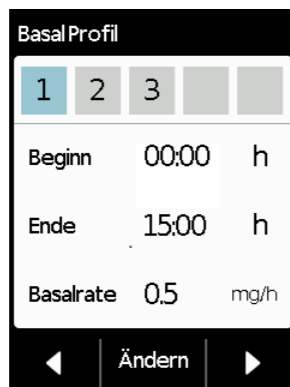 Basal Profil
1 2 3
Beginn 00:00 h
Ende 15:00 h
Basalrate 0.5 mg/h
Ändern